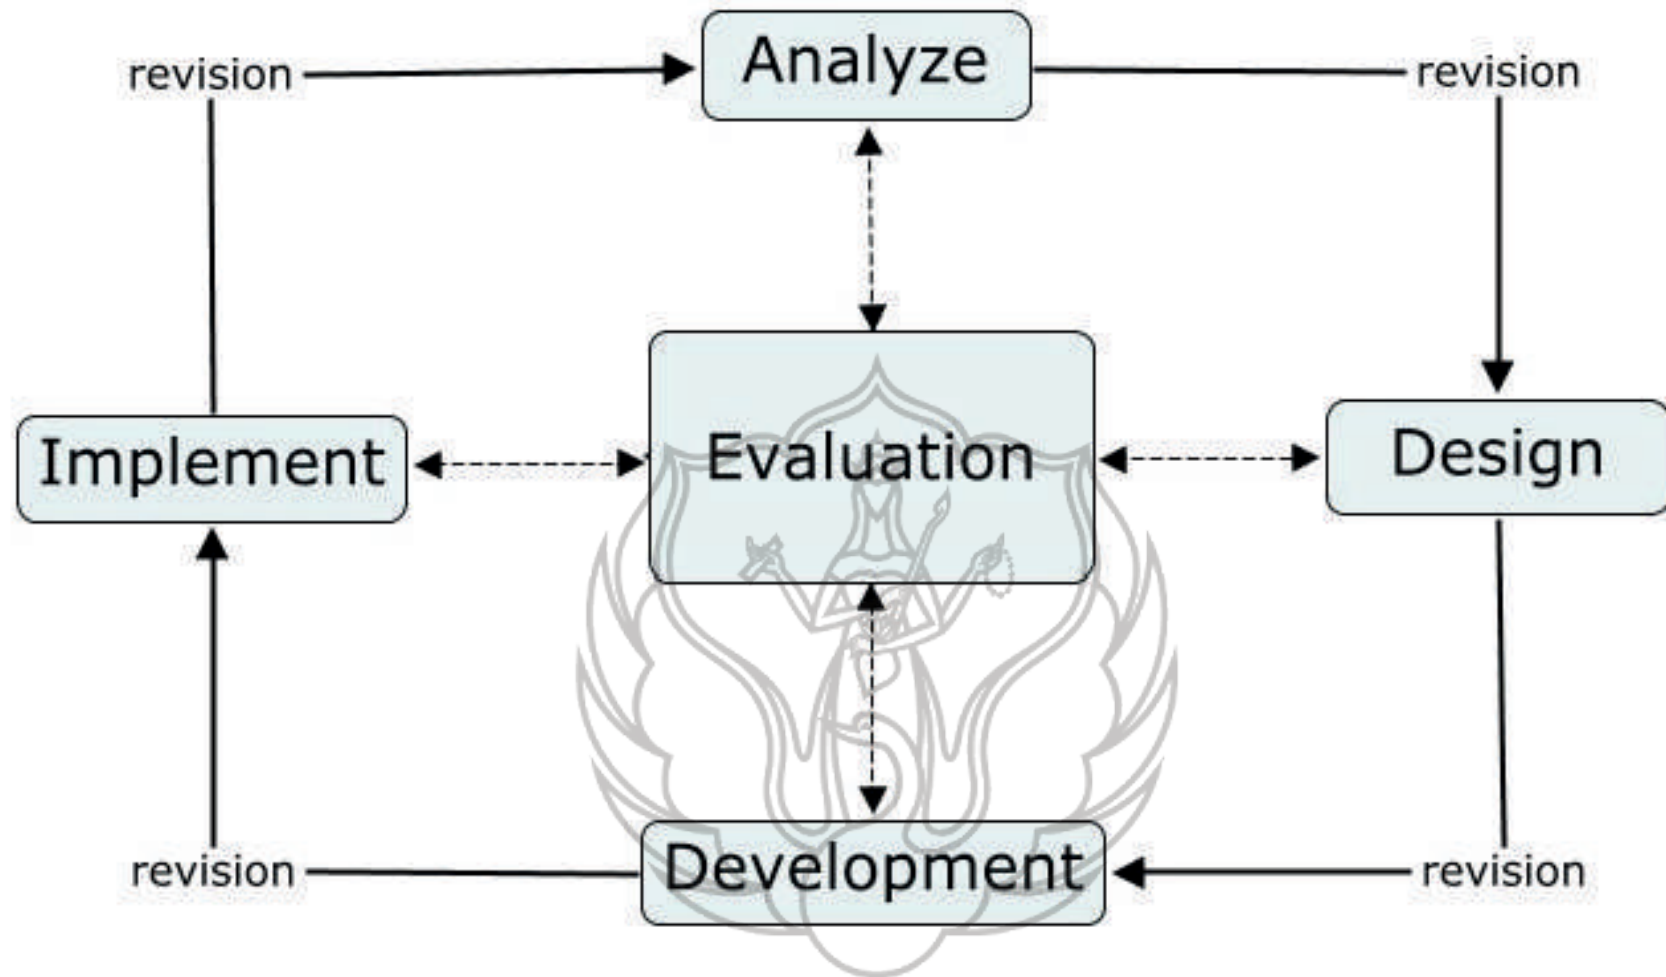 revision
Analyze
revision
Implement
Evaluation
Design
revision
Development
revision